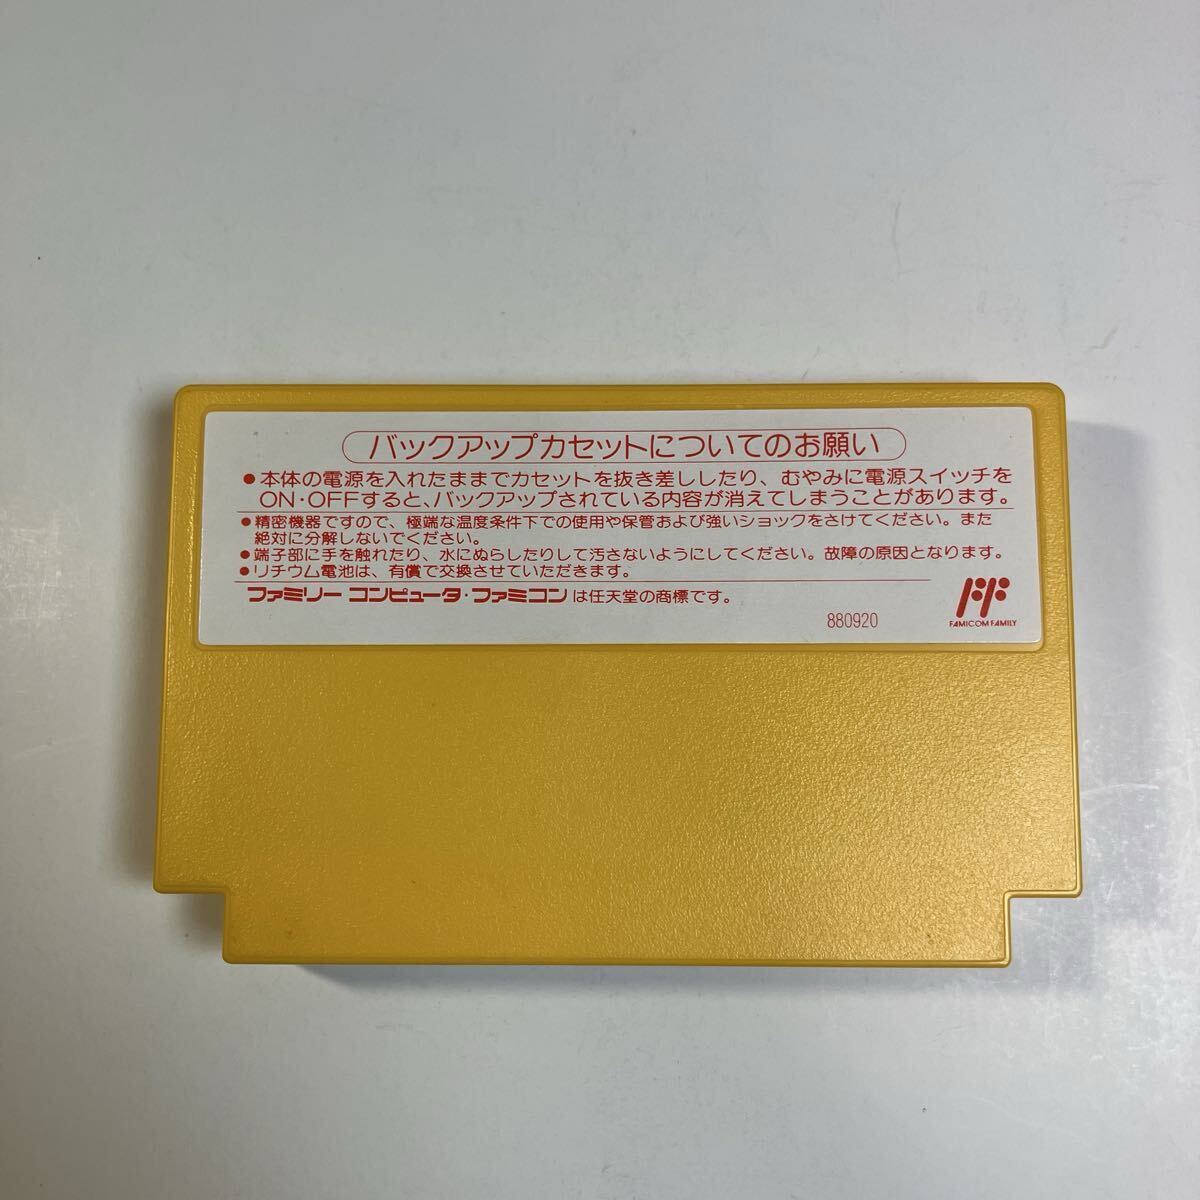 バックアップカセットについてのお願い
●本体の電源を入れたままでカセットを抜き差ししたり、むやみに電源スイッチを
ON・OFFすると、バックアップされている内容が消えてしまうことがあります。
●精密機器ですので、極端な温度条件下での使用や保管および強いショックをさけてください。また
絶対に分解しないでください。
●端子部に手を触れたり、水にぬらしたりして汚さないようにしてください。故障の原因となります。
●リチウム電池は、有償で交換させていただきます。
ファミリー コンピュータ・ファミコンは任天堂の商標です。
880920
FAMICOM FAMILY